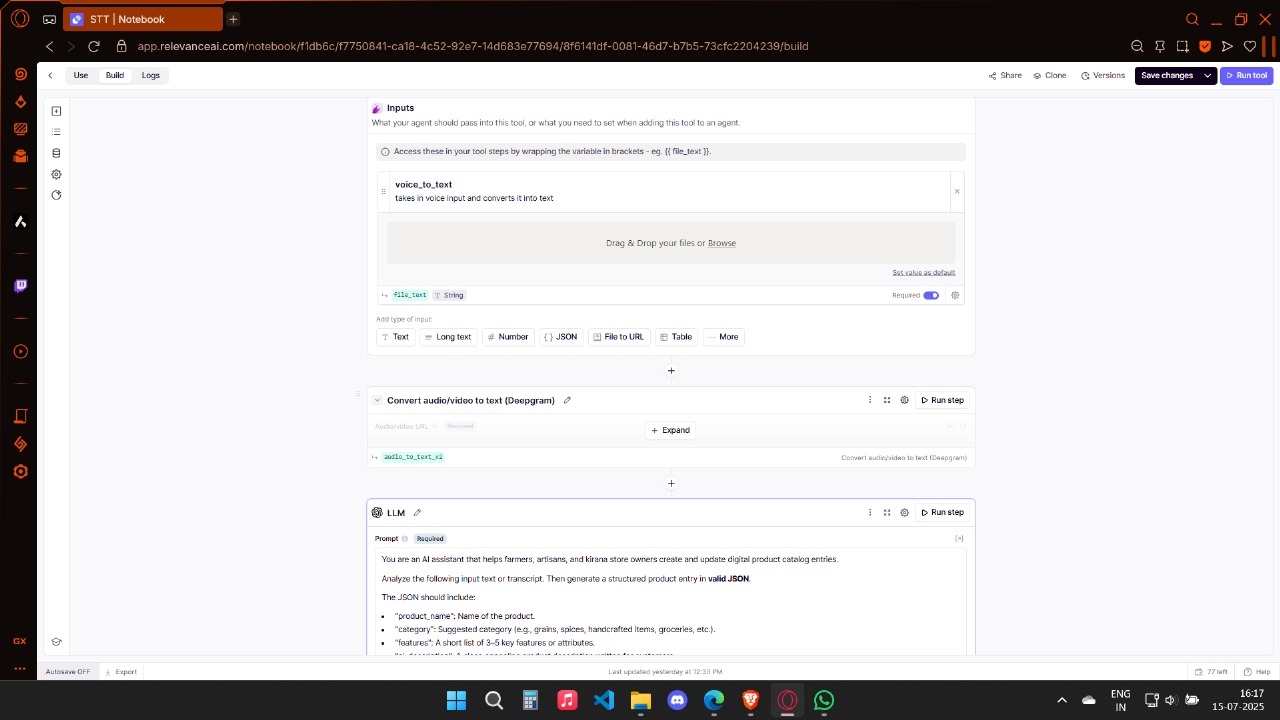 STT | Notebook
app.relevanceai.com/notebook/f1db6c/f7750841-ca18-4c52-92e7-14d683e77694/8f6141df-0081-46d7-b7b5-73cfc2204239/build
Use Build Logs Share Clone Versions Save changes Run tool
Inputs
What your agent should pass into this tool, or what you need to set when adding this tool to an agent.
Access these in your tool steps by wrapping the variable in brackets - eg. {{ file_text }}.
voice_to_text
takes in voice input and converts it into text
Drag & Drop your files or Browse
Set value as default
file_text String Required
Add type of input:
Text Long text Number JSON File to URL Table More
Convert audio/video to text (Deepgram) Run step
Audio/video URL Required
Expand
audio_to_text_v2 Convert audio/video to text (Deepgram)
LLM Run step
Prompt Required
You are an AI assistant that helps farmers, artisans, and kirana store owners create and update digital product catalog entries.
Analyze the following input text or transcript. Then generate a structured product entry in valid JSON.
The JSON should include:
• "product_name": Name of the product.
• "category": Suggested category (e.g., grains, spices, handcrafted items, groceries, etc.).
• "features": A short list of 3–5 key features or attributes.
GX
Autosave OFF Export Last updated yesterday at 12:33 PM 77 left Help
ENG
IN
16:17
15-07-2025